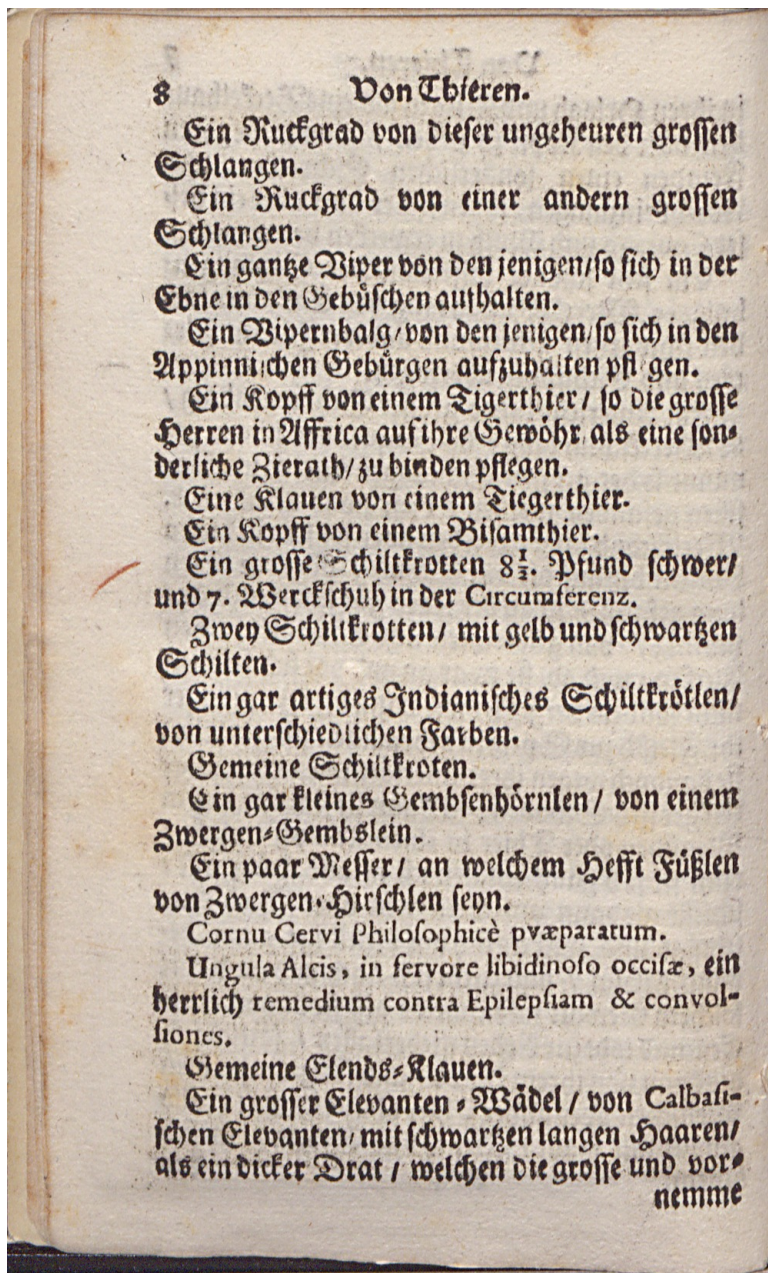 8 Von Thieren.
Ein Ruckgrad von dieser ungeheuren grossen
Schlangen.
Ein Ruckgrad von einer andern grossen
Schlangen.
Ein gantze Viper von den jenigen/ so sich in der
Ebne in den Gebüschen aufhalten.
Ein Vipernbalg/ von den jenigen/ so sich in den
Appinnischen Gebürgen aufzuhalten pflegen.
Ein Kopff von einem Tigerthier/ so die grosse
Herren in Affrica auf ihre Gewöhr/ als eine son-
derliche Zierath/ zu binden pflegen.
Eine Klauen von einem Tiegerthier.
Ein Kopff von einem Bisamthier.
Ein grosse Schiltkrotten 8½. Pfund schwer/
und 7. Werckschuh in der Circumferenz.
Zwey Schiltkrotten/ mit gelb und schwartzen
Schilten.
Ein gar artiges Indianisches Schiltkrötlen/
von unterschiedlichen Farben.
Gemeine Schiltkroten.
Ein gar kleines Gembsenhörnlen/ von einem
Zwergen-Gembslein.
Ein paar Messer/ an welchem Hefft Füßlen
von Zwergen-Hirschlen seyn.
Cornu Cervi Philosophicè pvæparatum.
Ungula Alcis, in fervore libidinoso occisæ, ein
herrlich remedium contra Epilepsiam & convol-
siones.
Gemeine Elends-Klauen.
Ein grosser Elevanten-Wädel/ von Calbasi-
schen Elevanten/ mit schwartzen langen Haaren/
als ein dicker Drat/ welchen die grosse und vor-
nemme